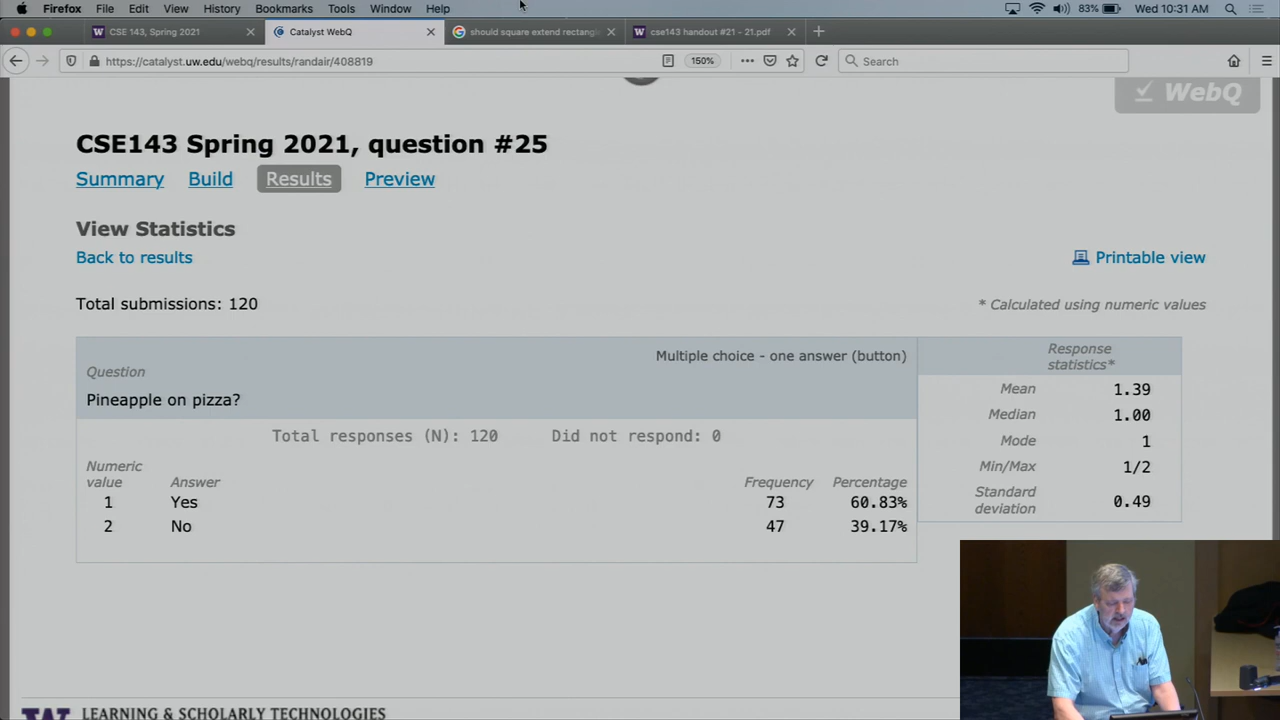 Firefox File Edit View History Bookmarks Tools Window Help 83% Wed 10:31 AM
CSE 143, Spring 2021 Catalyst WebQ should square extend rectangl cse143 handout #21 - 21.pdf
https://catalyst.uw.edu/webq/results/randair/408819 150% Search
WebQ
CSE143 Spring 2021, question #25
Summary Build Results Preview
View Statistics
Back to results Printable view
Total submissions: 120 * Calculated using numeric values
Multiple choice - one answer (button)
Question
Pineapple on pizza?
Response
statistics*
Mean 1.39
Median 1.00
Mode 1
Min/Max 1/2
Standard
deviation 0.49
Total responses (N): 120 Did not respond: 0
Numeric
value Answer Frequency Percentage
1 Yes 73 60.83%
2 No 47 39.17%
W LEARNING & SCHOLARLY TECHNOLOGIES